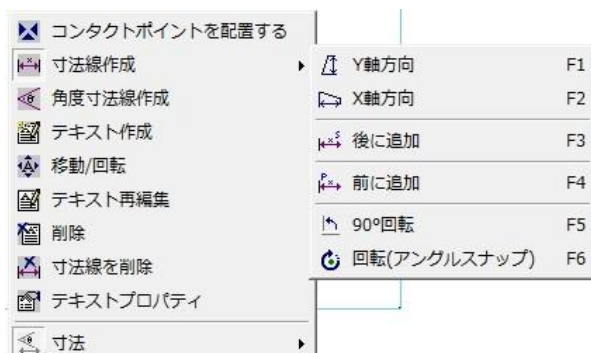 コンタクトポイントを配置する
寸法線作成
角度寸法線作成
テキスト作成
移動/回転
テキスト再編集
削除
寸法線を削除
テキストプロパティ
寸法
Y軸方向 F1
X軸方向 F2
後に追加 F3
前に追加 F4
90º回転 F5
回転(アングルスナップ) F6